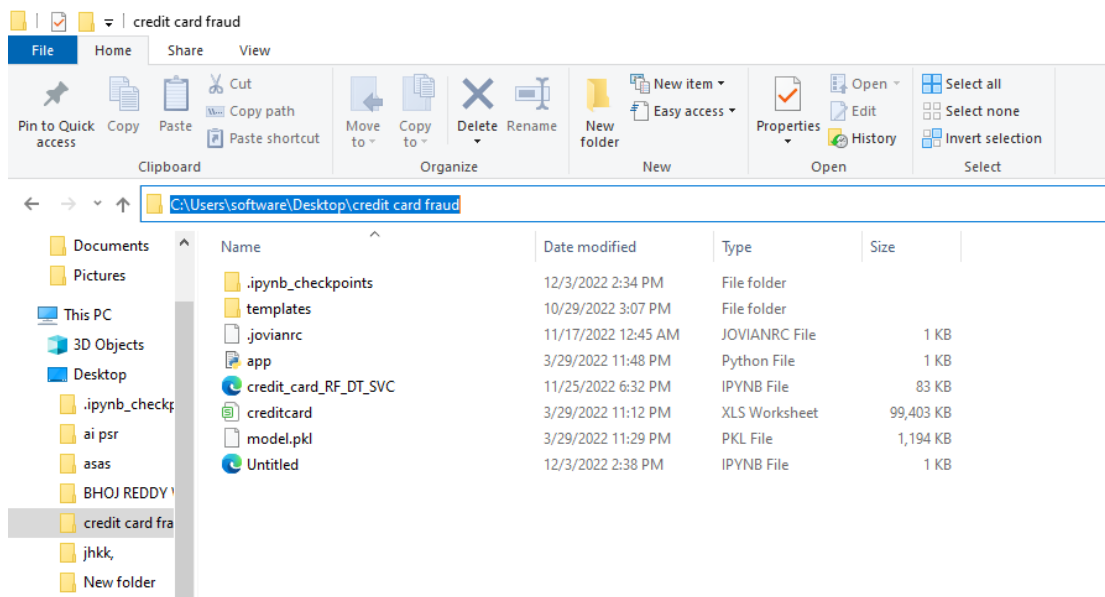 credit card fraud
File Home Share View
Pin to Quick access
Copy
Paste
Cut
Copy path
Paste shortcut
Clipboard
Move to
Copy to
Delete
Rename
Organize
New folder
New item
Easy access
New
Properties
Open
Edit
History
Open
Select all
Select none
Invert selection
Select
C:\Users\software\Desktop\credit card fraud
Documents
Pictures
This PC
3D Objects
Desktop
.ipynb_checkp
ai psr
asas
BHOJ REDDY
credit card fra
jhkk,
New folder
Name Date modified Type Size
.ipynb_checkpoints 12/3/2022 2:34 PM File folder
templates 10/29/2022 3:07 PM File folder
.jovianrc 11/17/2022 12:45 AM JOVIANRC File 1 KB
app 3/29/2022 11:48 PM Python File 1 KB
credit_card_RF_DT_SVC 11/25/2022 6:32 PM IPYNB File 83 KB
creditcard 3/29/2022 11:12 PM XLS Worksheet 99,403 KB
model.pkl 3/29/2022 11:29 PM PKL File 1,194 KB
Untitled 12/3/2022 2:38 PM IPYNB File 1 KB